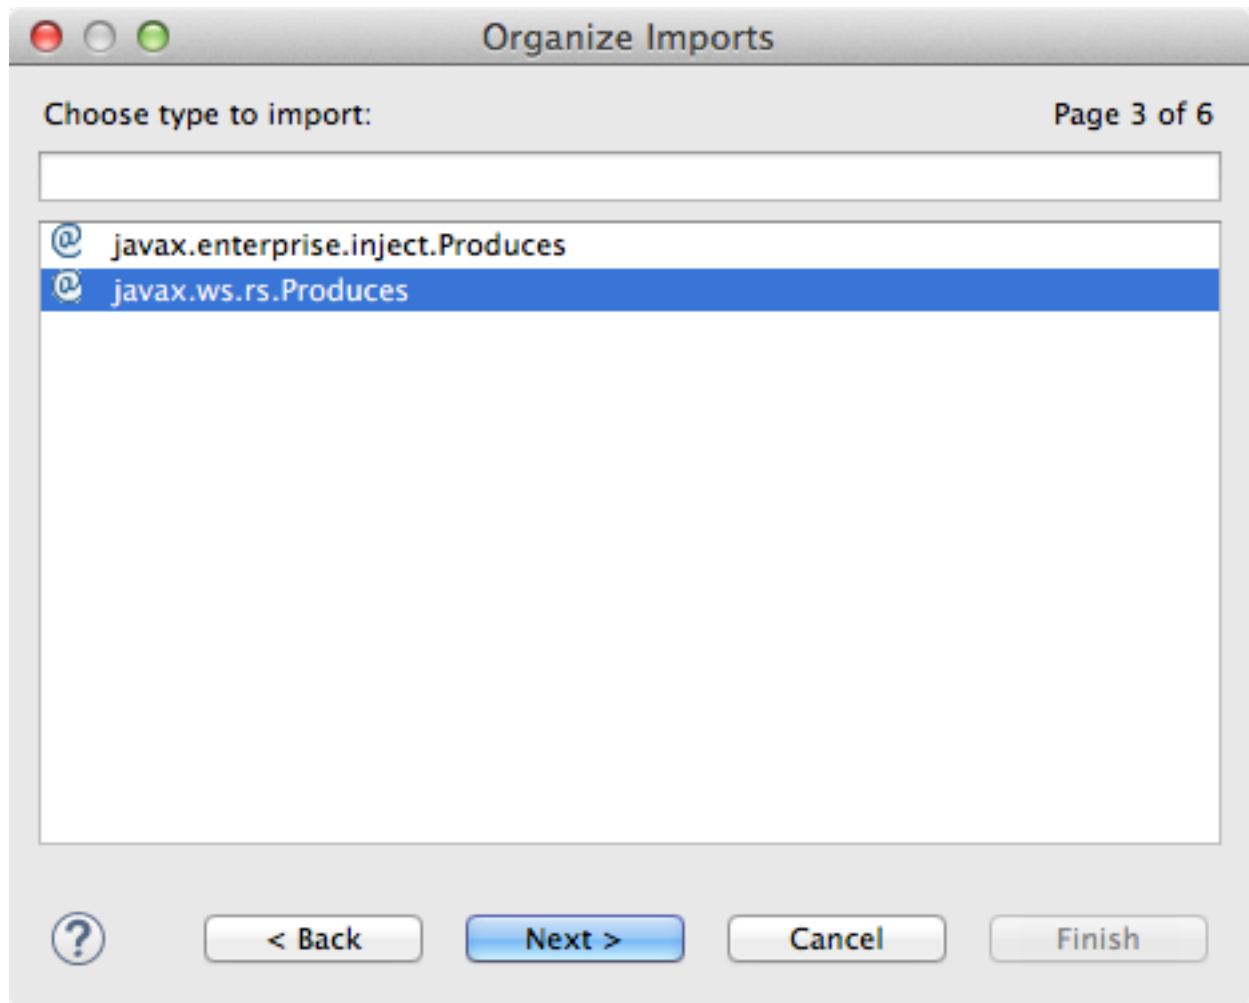 Organize Imports
Choose type to import: Page 3 of 6
@ javax.enterprise.inject.Produces
@ javax.ws.rs.Produces
? < Back Next > Cancel Finish